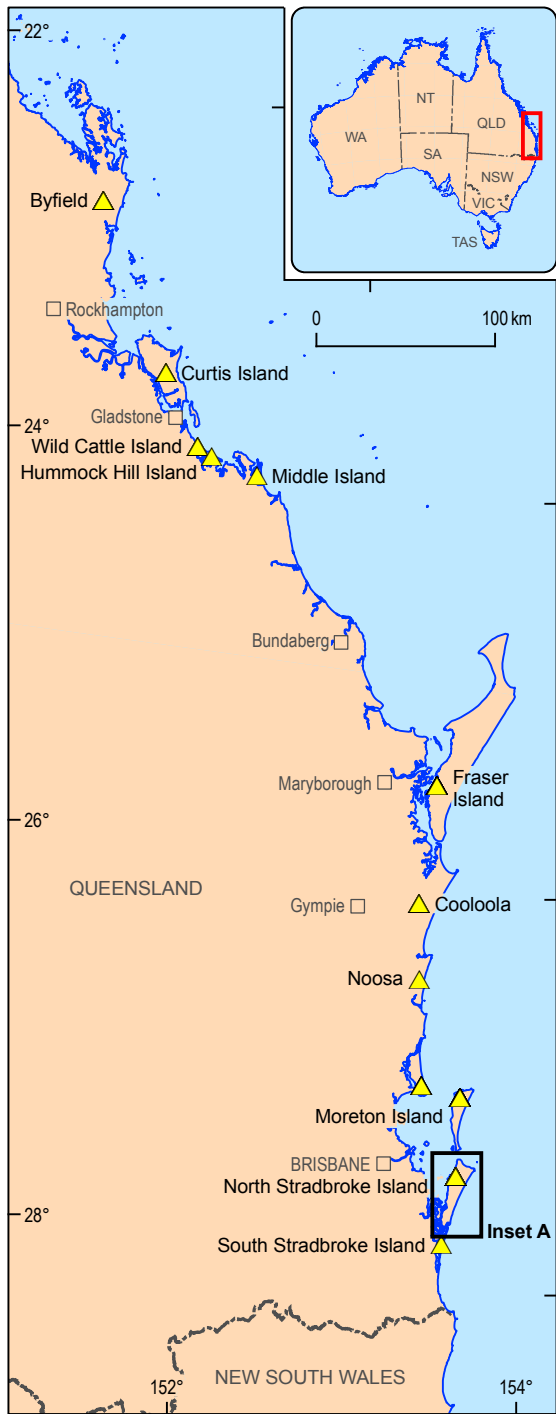 22°
NT
QLD
WA
SA
NSW
VIC
TAS
Byfield
Rockhampton
0
100 km
Curtis Island
Gladstone
24°
Wild Cattle Island
Hummock Hill Island
Middle Island
Bundaberg
Maryborough
Fraser
Island
26°
QUEENSLAND
Gympie
Cooloola
Noosa
Moreton Island
BRISBANE
North Stradbroke Island
28°
Inset A
South Stradbroke Island
NEW SOUTH WALES
152°
154°